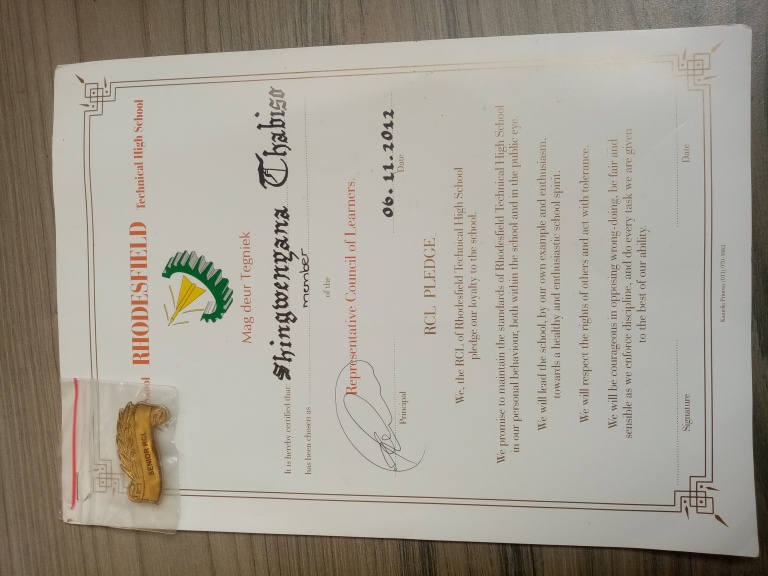 ool RHODESFIELD Technical High School
SENIOR RCL
Mag deur Tegniek
It is hereby certified that Shingwenyana Thabiso
has been chosen as member
of the
Representative Council of Learners.
06.11.2012
Principal Date
RCL PLEDGE
We, the RCL of Rhodesfield Technical High School
pledge our loyalty to the school.
We promise to maintain the standards of Rhodesfield Technical High School
in our personal behaviour, both within the school and in the public eye.
We will lead the school, by our own example and enthusiasm,
towards a healthy and enthusiastic school spirit.
We will respect the rights of others and act with tolerance.
We will be courageous in opposing wrong-doing, be fair and
sensible as we enforce discipline, and do every task we are given
to the best of our ability.
Signature Date